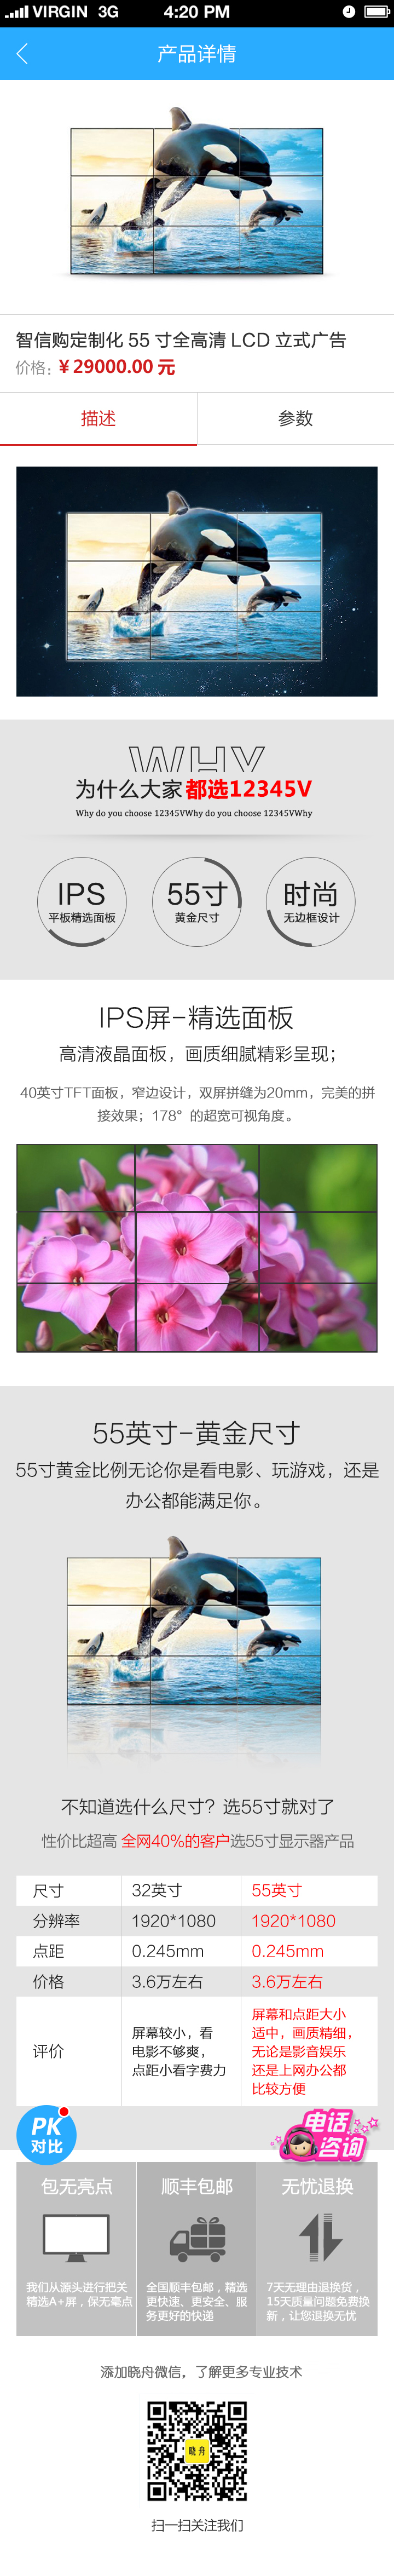 VIRGIN 3G 4:20 PM
产品详情
智信购定制化 55 寸全高清 LCD 立式广告
价格：￥29000.00 元
描述 参数
WHY
为什么大家都选12345V
Why do you choose 12345VWhy do you choose 12345VWhy
IPS 55寸 时尚
平板精选面板 黄金尺寸 无边框设计
IPS屏-精选面板
高清液晶面板，画质细腻精彩呈现；
40英寸TFT面板，窄边设计，双屏拼缝为20mm，完美的拼
接效果；178°的超宽可视角度。
55英寸-黄金尺寸
55寸黄金比例无论你是看电影、玩游戏，还是
办公都能满足你。
不知道选什么尺寸？选55寸就对了
性价比超高 全网40%的客户选55寸显示器产品
尺寸 32英寸 55英寸
分辨率 1920*1080 1920*1080
点距 0.245mm 0.245mm
价格 3.6万左右 3.6万左右
评价
屏幕较小，看
电影不够爽，
点距小看字费力
屏幕和点距大小
适中，画质精细，
无论是影音娱乐
还是上网办公都
比较方便
PK
对比
电话
咨询
包无亮点 顺丰包邮 无忧退换
我们从源头进行把关
精选A+屏，保无毫点
全国顺丰包邮，精选
更快速、更安全、服
务更好的快递
7天无理由退换货，
15天质量问题免费换
新，让您退换无忧
添加晓舟微信，了解更多专业技术
晓舟
扫一扫关注我们